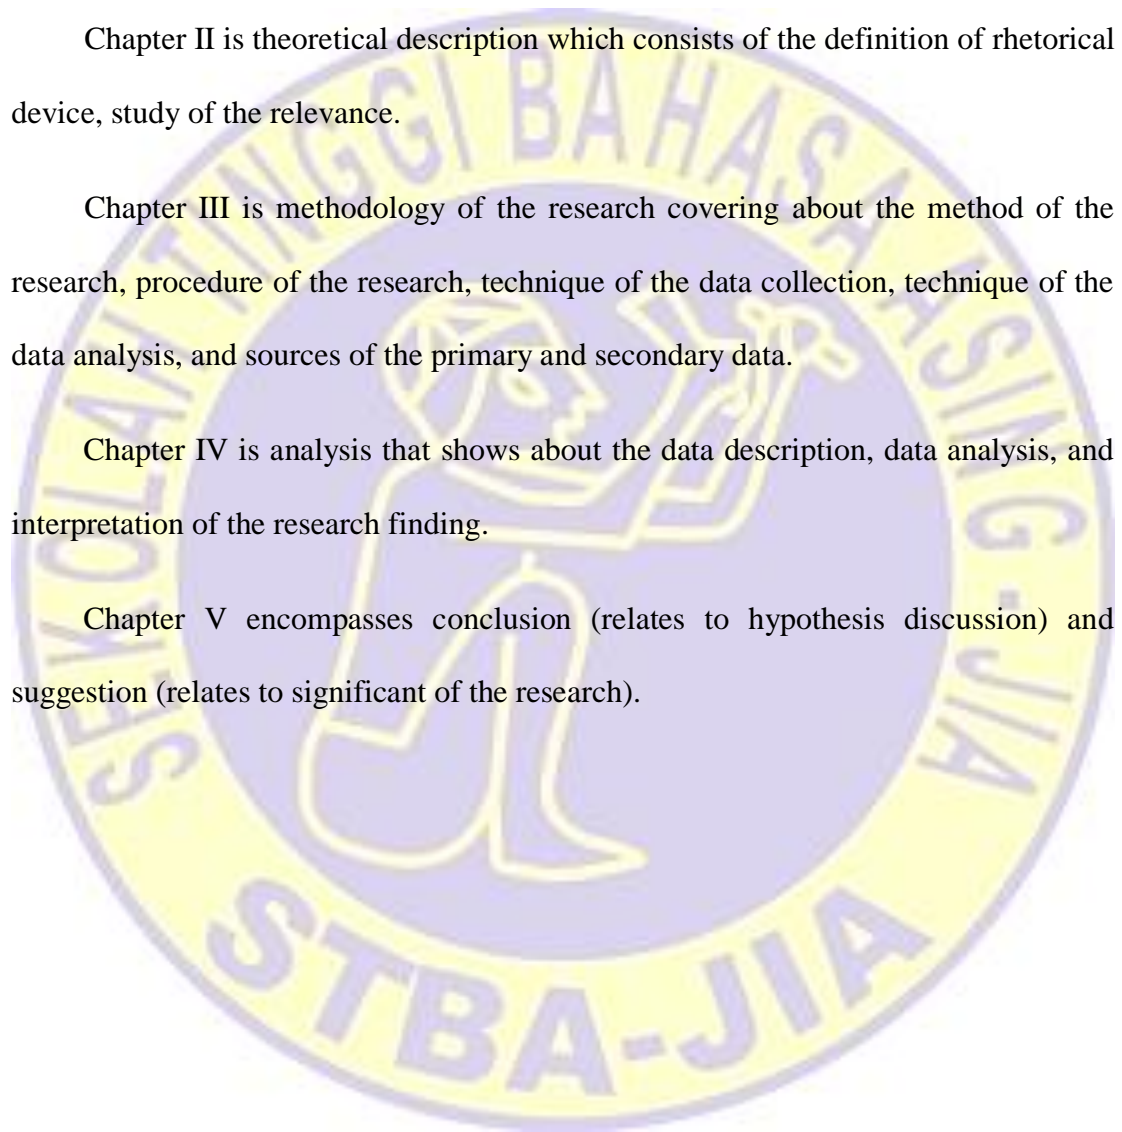 Chapter II is theoretical description which consists of the definition of rhetorical
device, study of the relevance.
Chapter III is methodology of the research covering about the method of the
research, procedure of the research, technique of the data collection, technique of the
data analysis, and sources of the primary and secondary data.
Chapter IV is analysis that shows about the data description, data analysis, and
interpretation of the research finding.
Chapter V encompasses conclusion (relates to hypothesis discussion) and
suggestion (relates to significant of the research).
SEKOLAH TINGGI BAHASA ASING - JIA
STBA-JIA